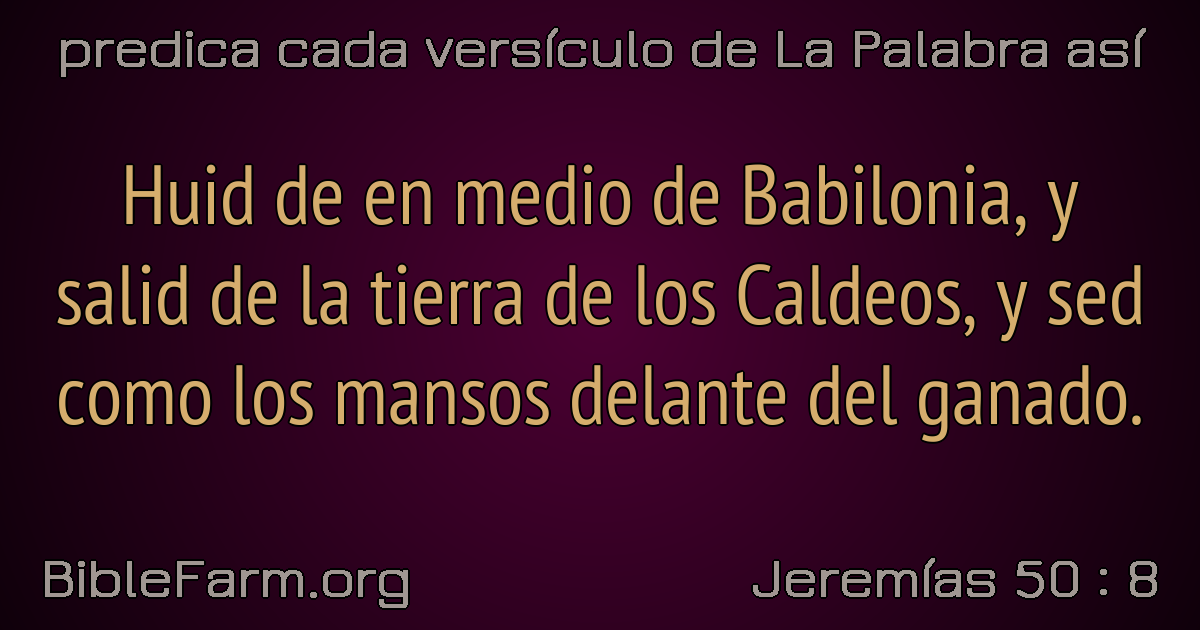 predica cada versículo de La Palabra así
Huid de en medio de Babilonia, y
salid de la tierra de los Caldeos, y sed
como los mansos delante del ganado.
BibleFarm.org
Jeremías 50 : 8